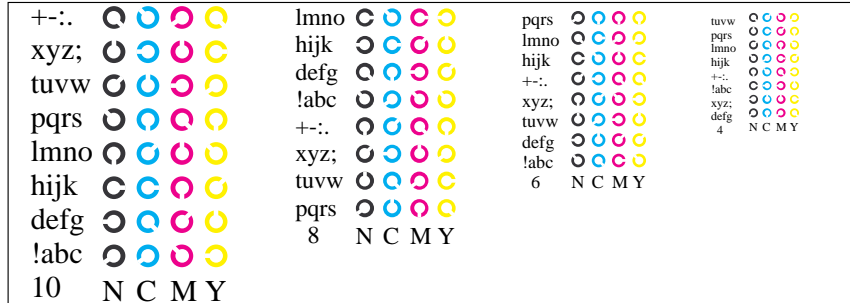 +-:.
xyz;
tuvw
pqrs
lmno
hijk
defg
!abc
10 N C M Y
lmno
hijk
defg
!abc
+-:.
xyz;
tuvw
pqrs
8 N C M Y
pqrs
lmno
hijk
+-:.
xyz;
tuvw
defg
!abc
6 N C M Y
tuvw
pqrs
lmno
hijk
+-:.
!abc
xyz;
defg
4 N C M Y